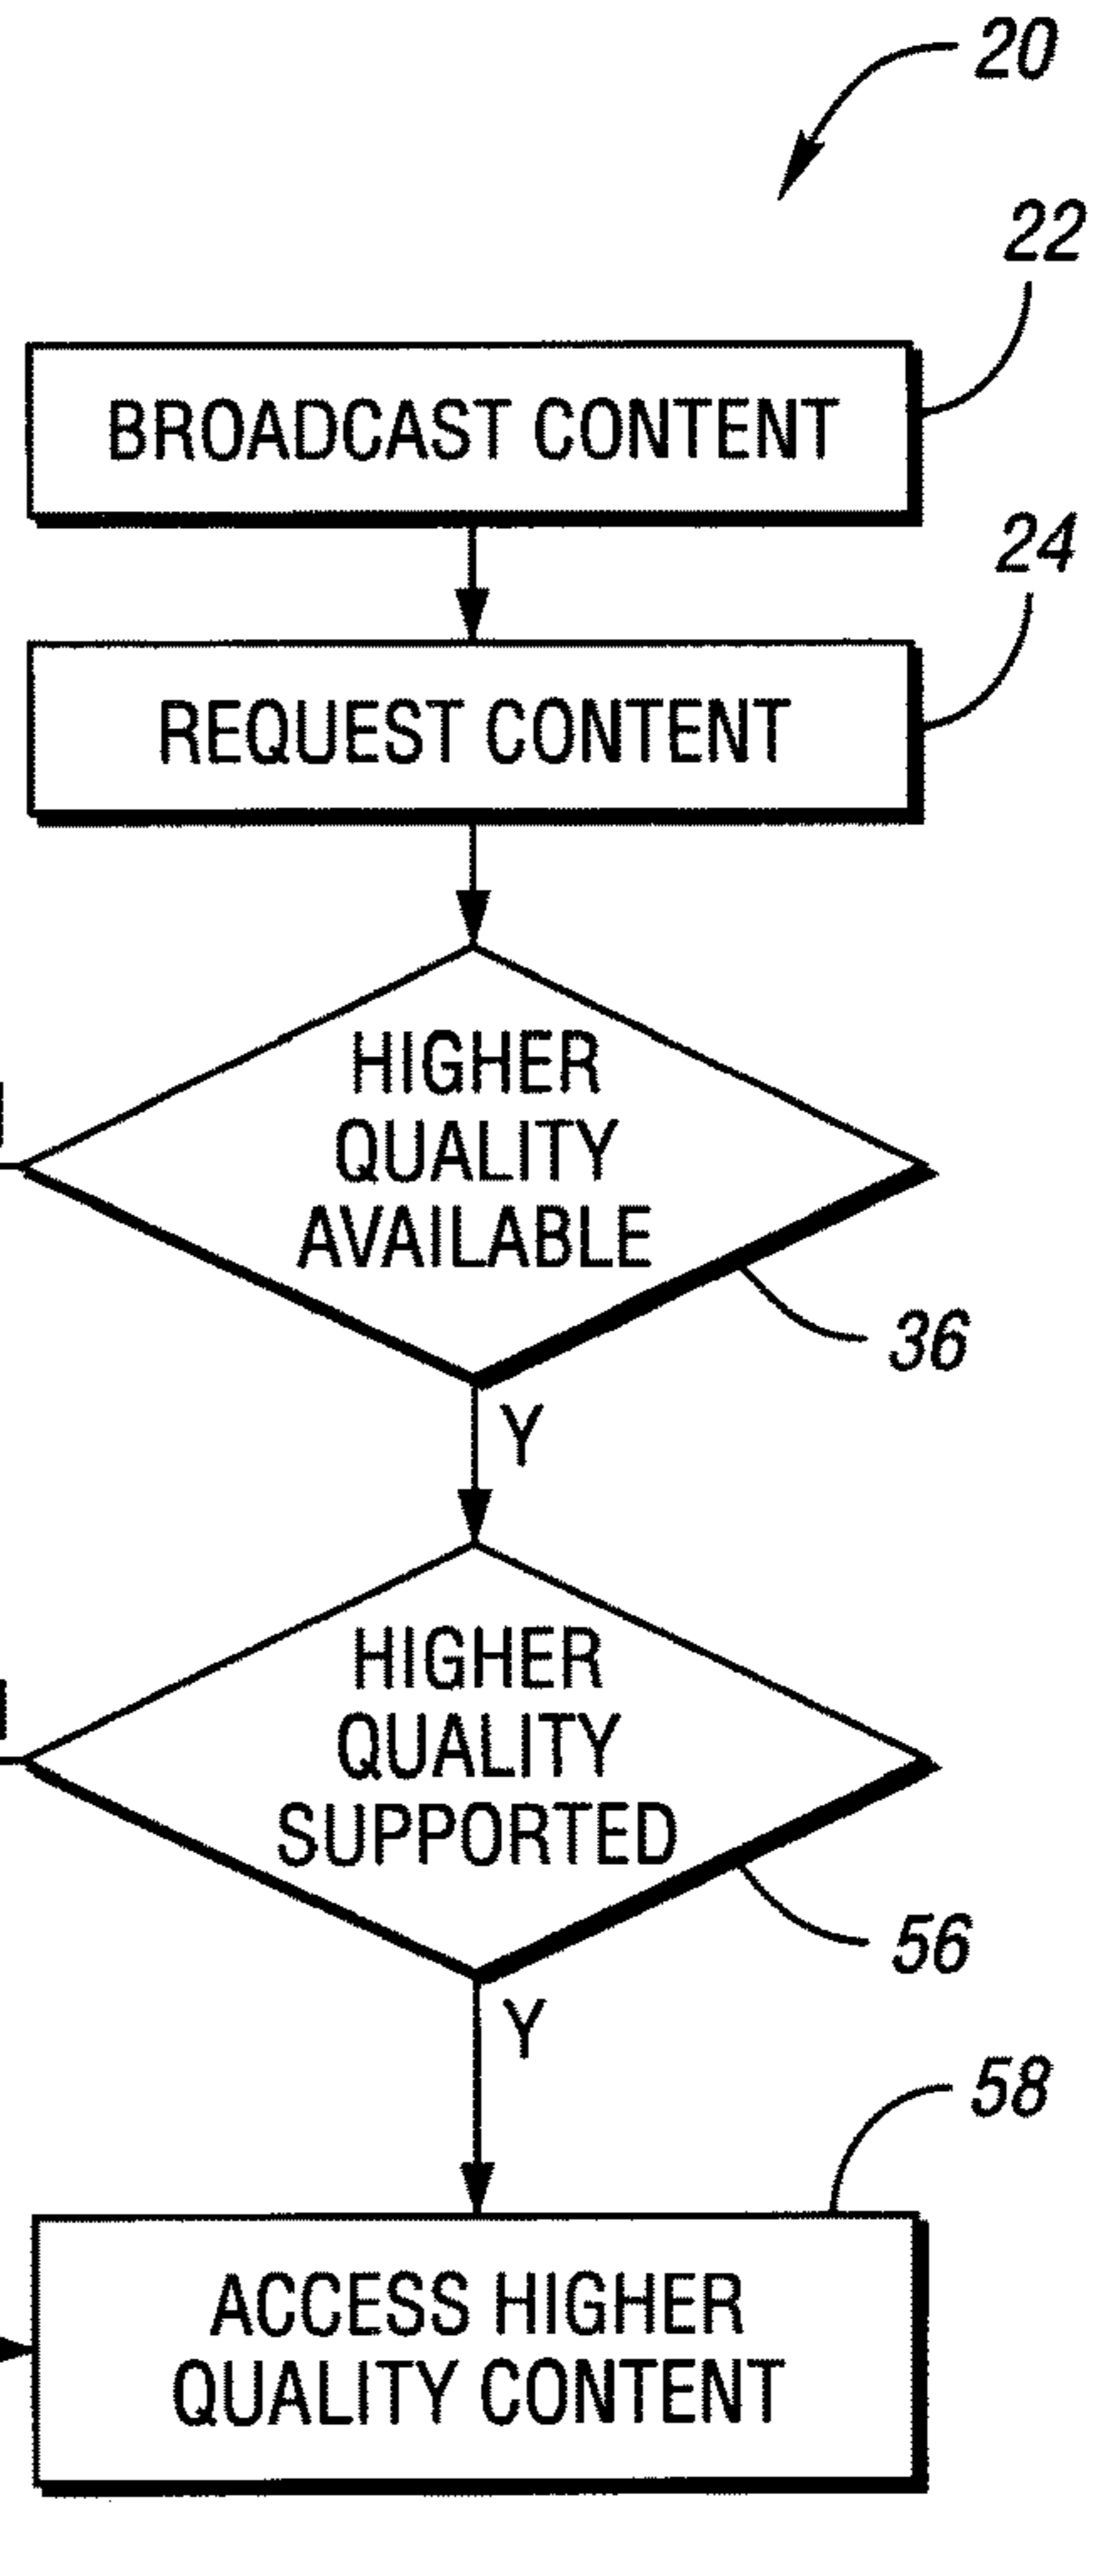 20
22
BROADCAST CONTENT
24
REQUEST CONTENT
HIGHER
QUALITY
AVAILABLE
36
Y
HIGHER
QUALITY
SUPPORTED
56
Y
58
ACCESS HIGHER
QUALITY CONTENT